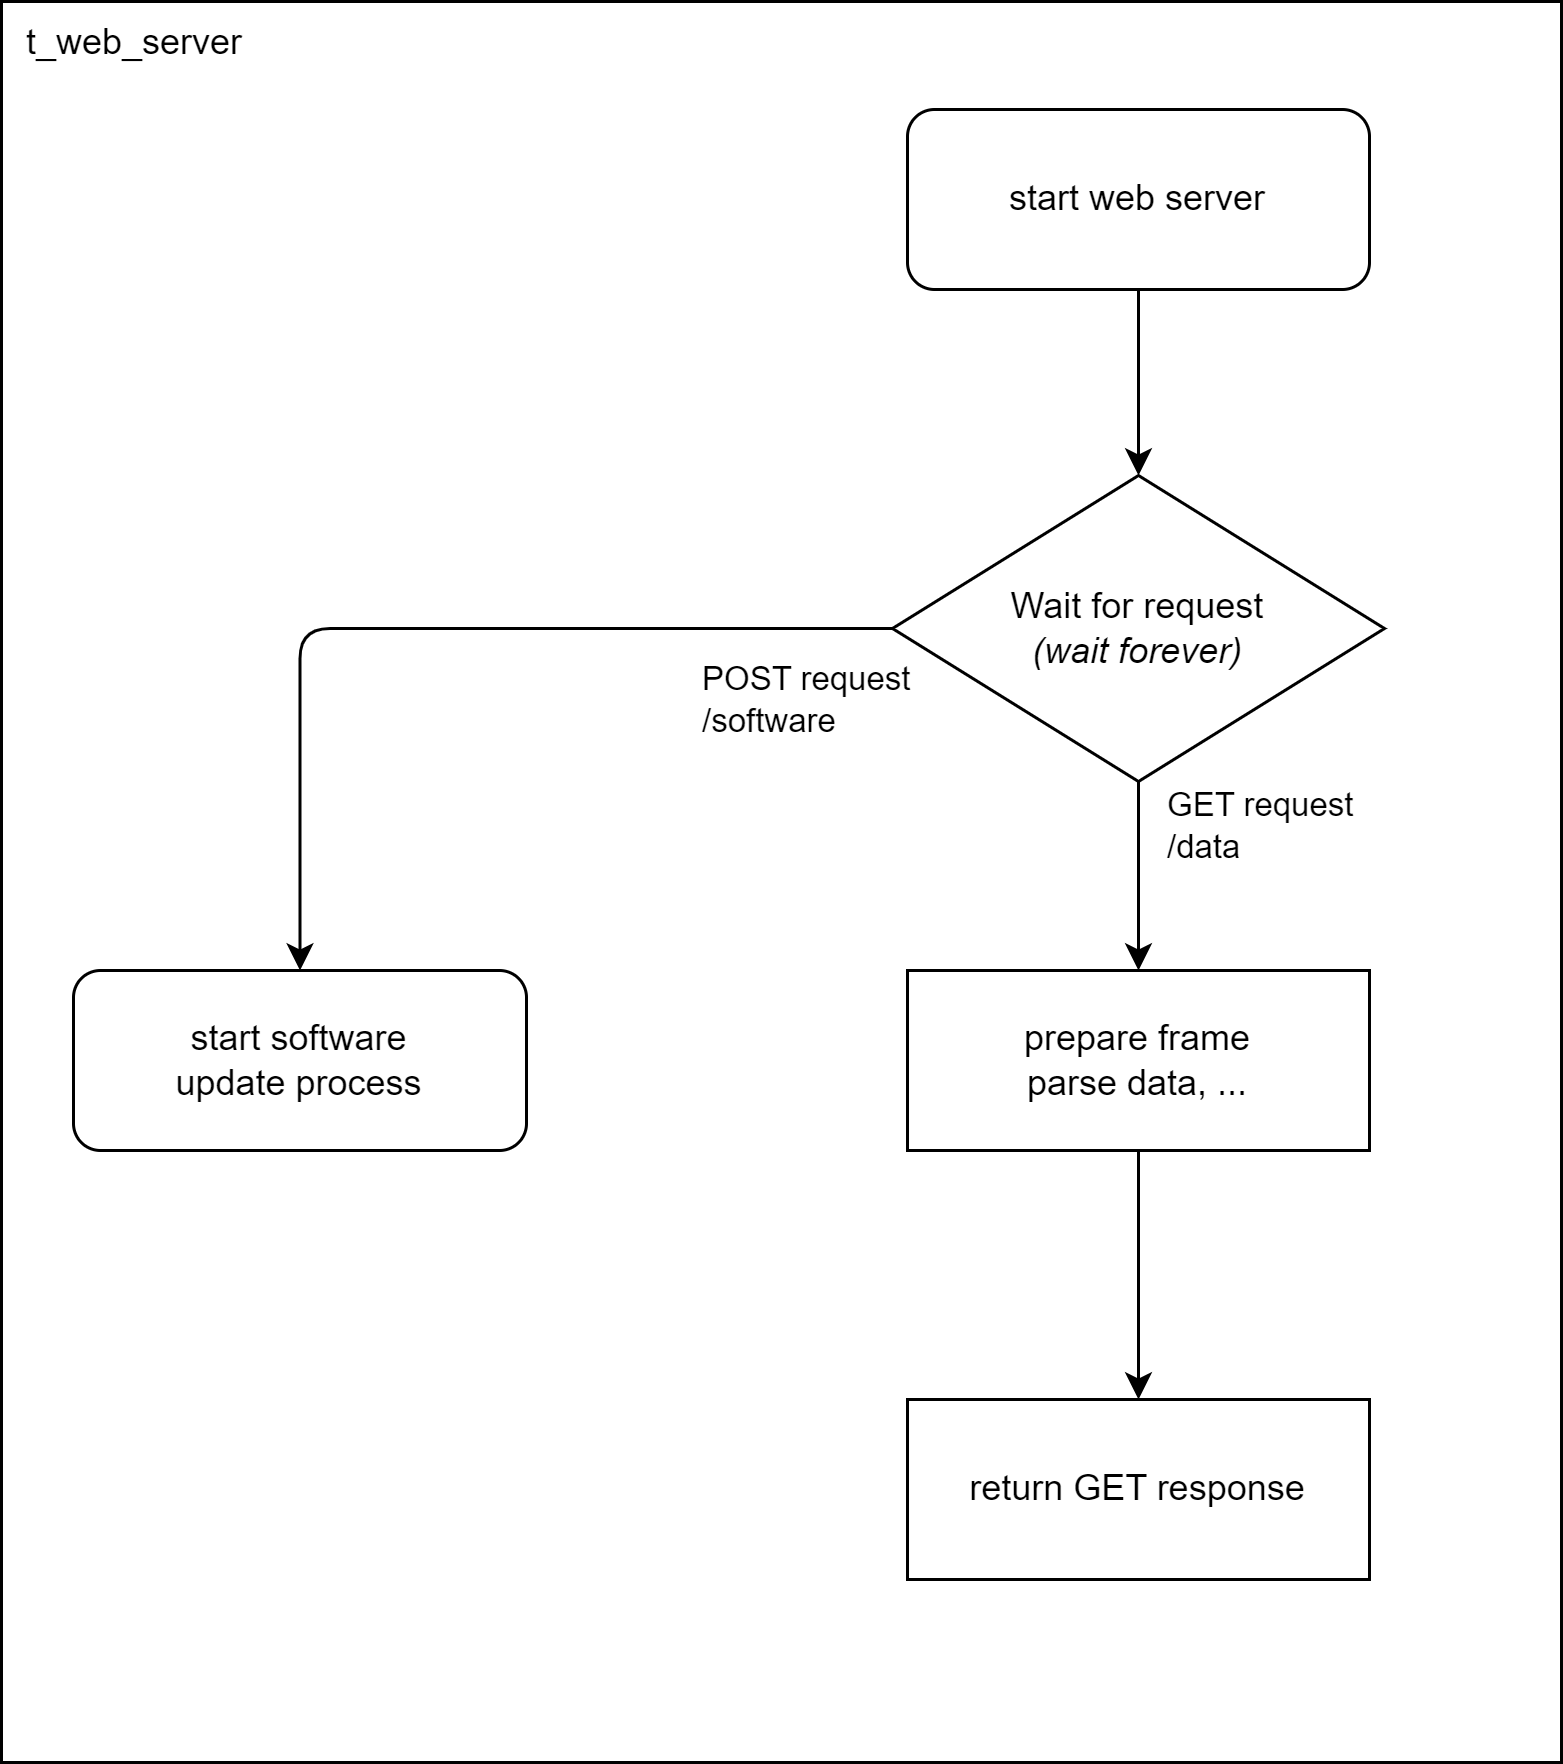 t_web_server
start web server
Wait for request
(wait forever)
POST request
/software
GET request
/data
start software
update process
prepare frame
parse data, ...
return GET response